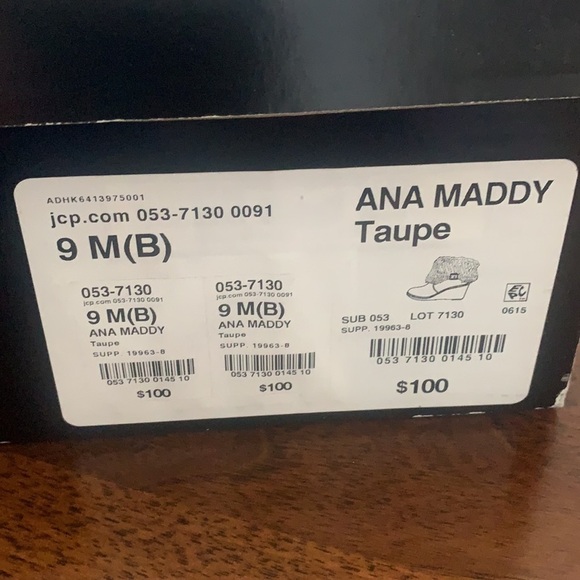 ADHK6413975001
jcp.com 053-7130 0091
9 M(B)
ANA MADDY
Taupe
053-7130
jcp.com 053-7130 0091
9 M(B)
ANA MADDY
Taupe
SUPP. 19963-8
053 7130 0145 10
$100
053-7130
jcp.com 053-7130 0091
9 M(B)
ANA MADDY
Taupe
SUPP. 19963-8
053 7130 0145 10
$100
SUB 053 LOT 7130
SUPP. 19963-8
0615
053 7130 0145 10
$100